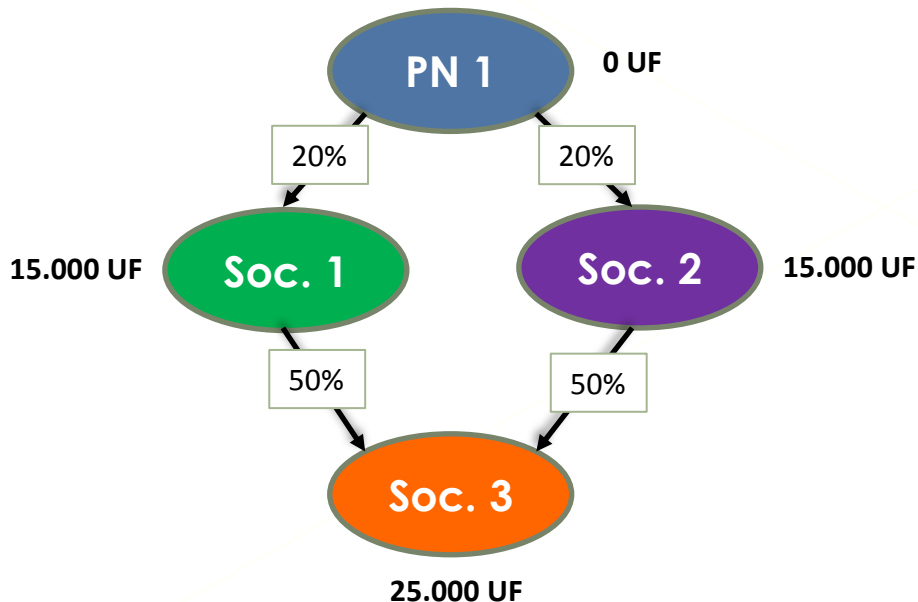 PN 1
0 UF
20%
20%
15.000 UF
Soc. 1
Soc. 2
15.000 UF
50%
50%
Soc. 3
25.000 UF